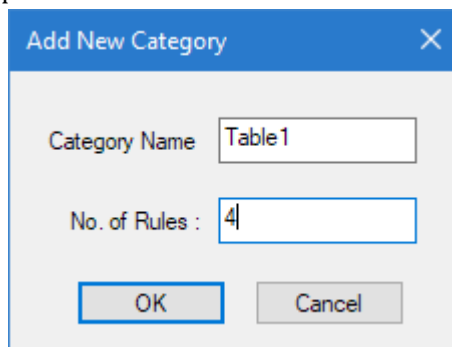 Add New Category
Category Name Table1
No. of Rules : 4
OK Cancel